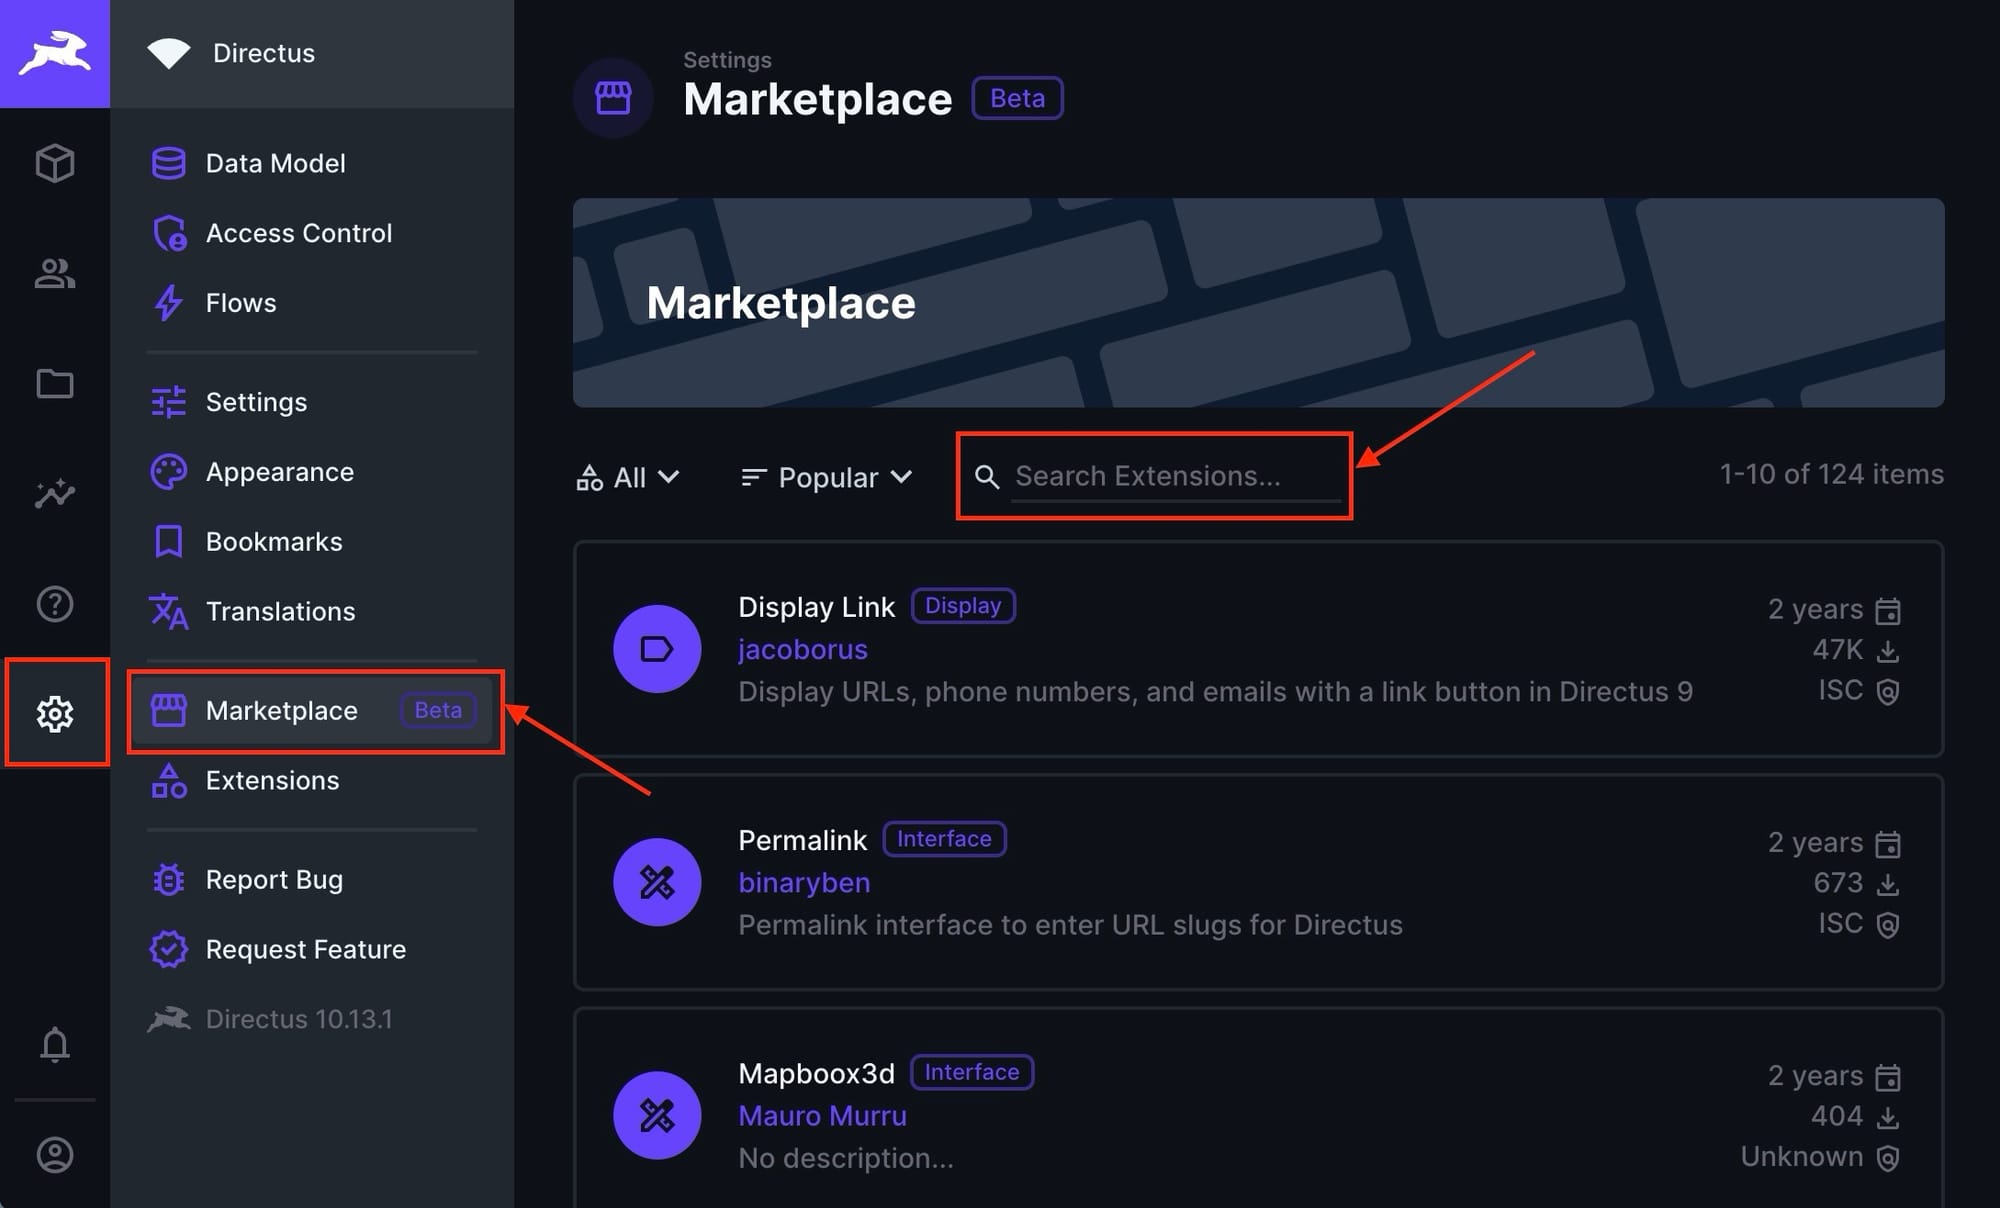 Directus
Data Model
Access Control
Flows
Settings
Appearance
Bookmarks
Translations
Marketplace Beta
Extensions
Report Bug
Request Feature
Directus 10.13.1
Settings
Marketplace Beta
Marketplace
All Popular Search Extensions... 1-10 of 124 items
Display Link Display 2 years
jacoborus 47K
Display URLs, phone numbers, and emails with a link button in Directus 9 ISC
Permalink Interface 2 years
binaryben 673
Permalink interface to enter URL slugs for Directus ISC
Mapboox3d Interface 2 years
Mauro Murru 404
No description... Unknown